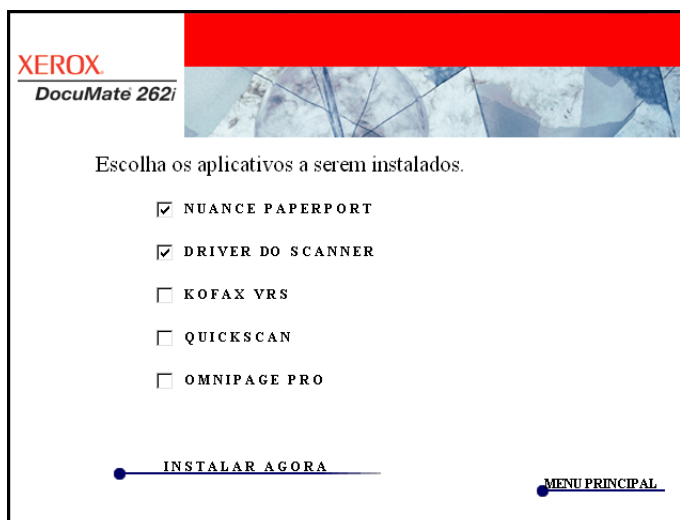 XEROX.
DocuMate 262i
Escolha os aplicativos a serem instalados.
NUANCE PAPERPORT
DRIVER DO SCANNER
KOFAX VRS
QUICKSCAN
OMNIPAGE PRO
INSTALAR AGORA
MENU PRINCIPAL